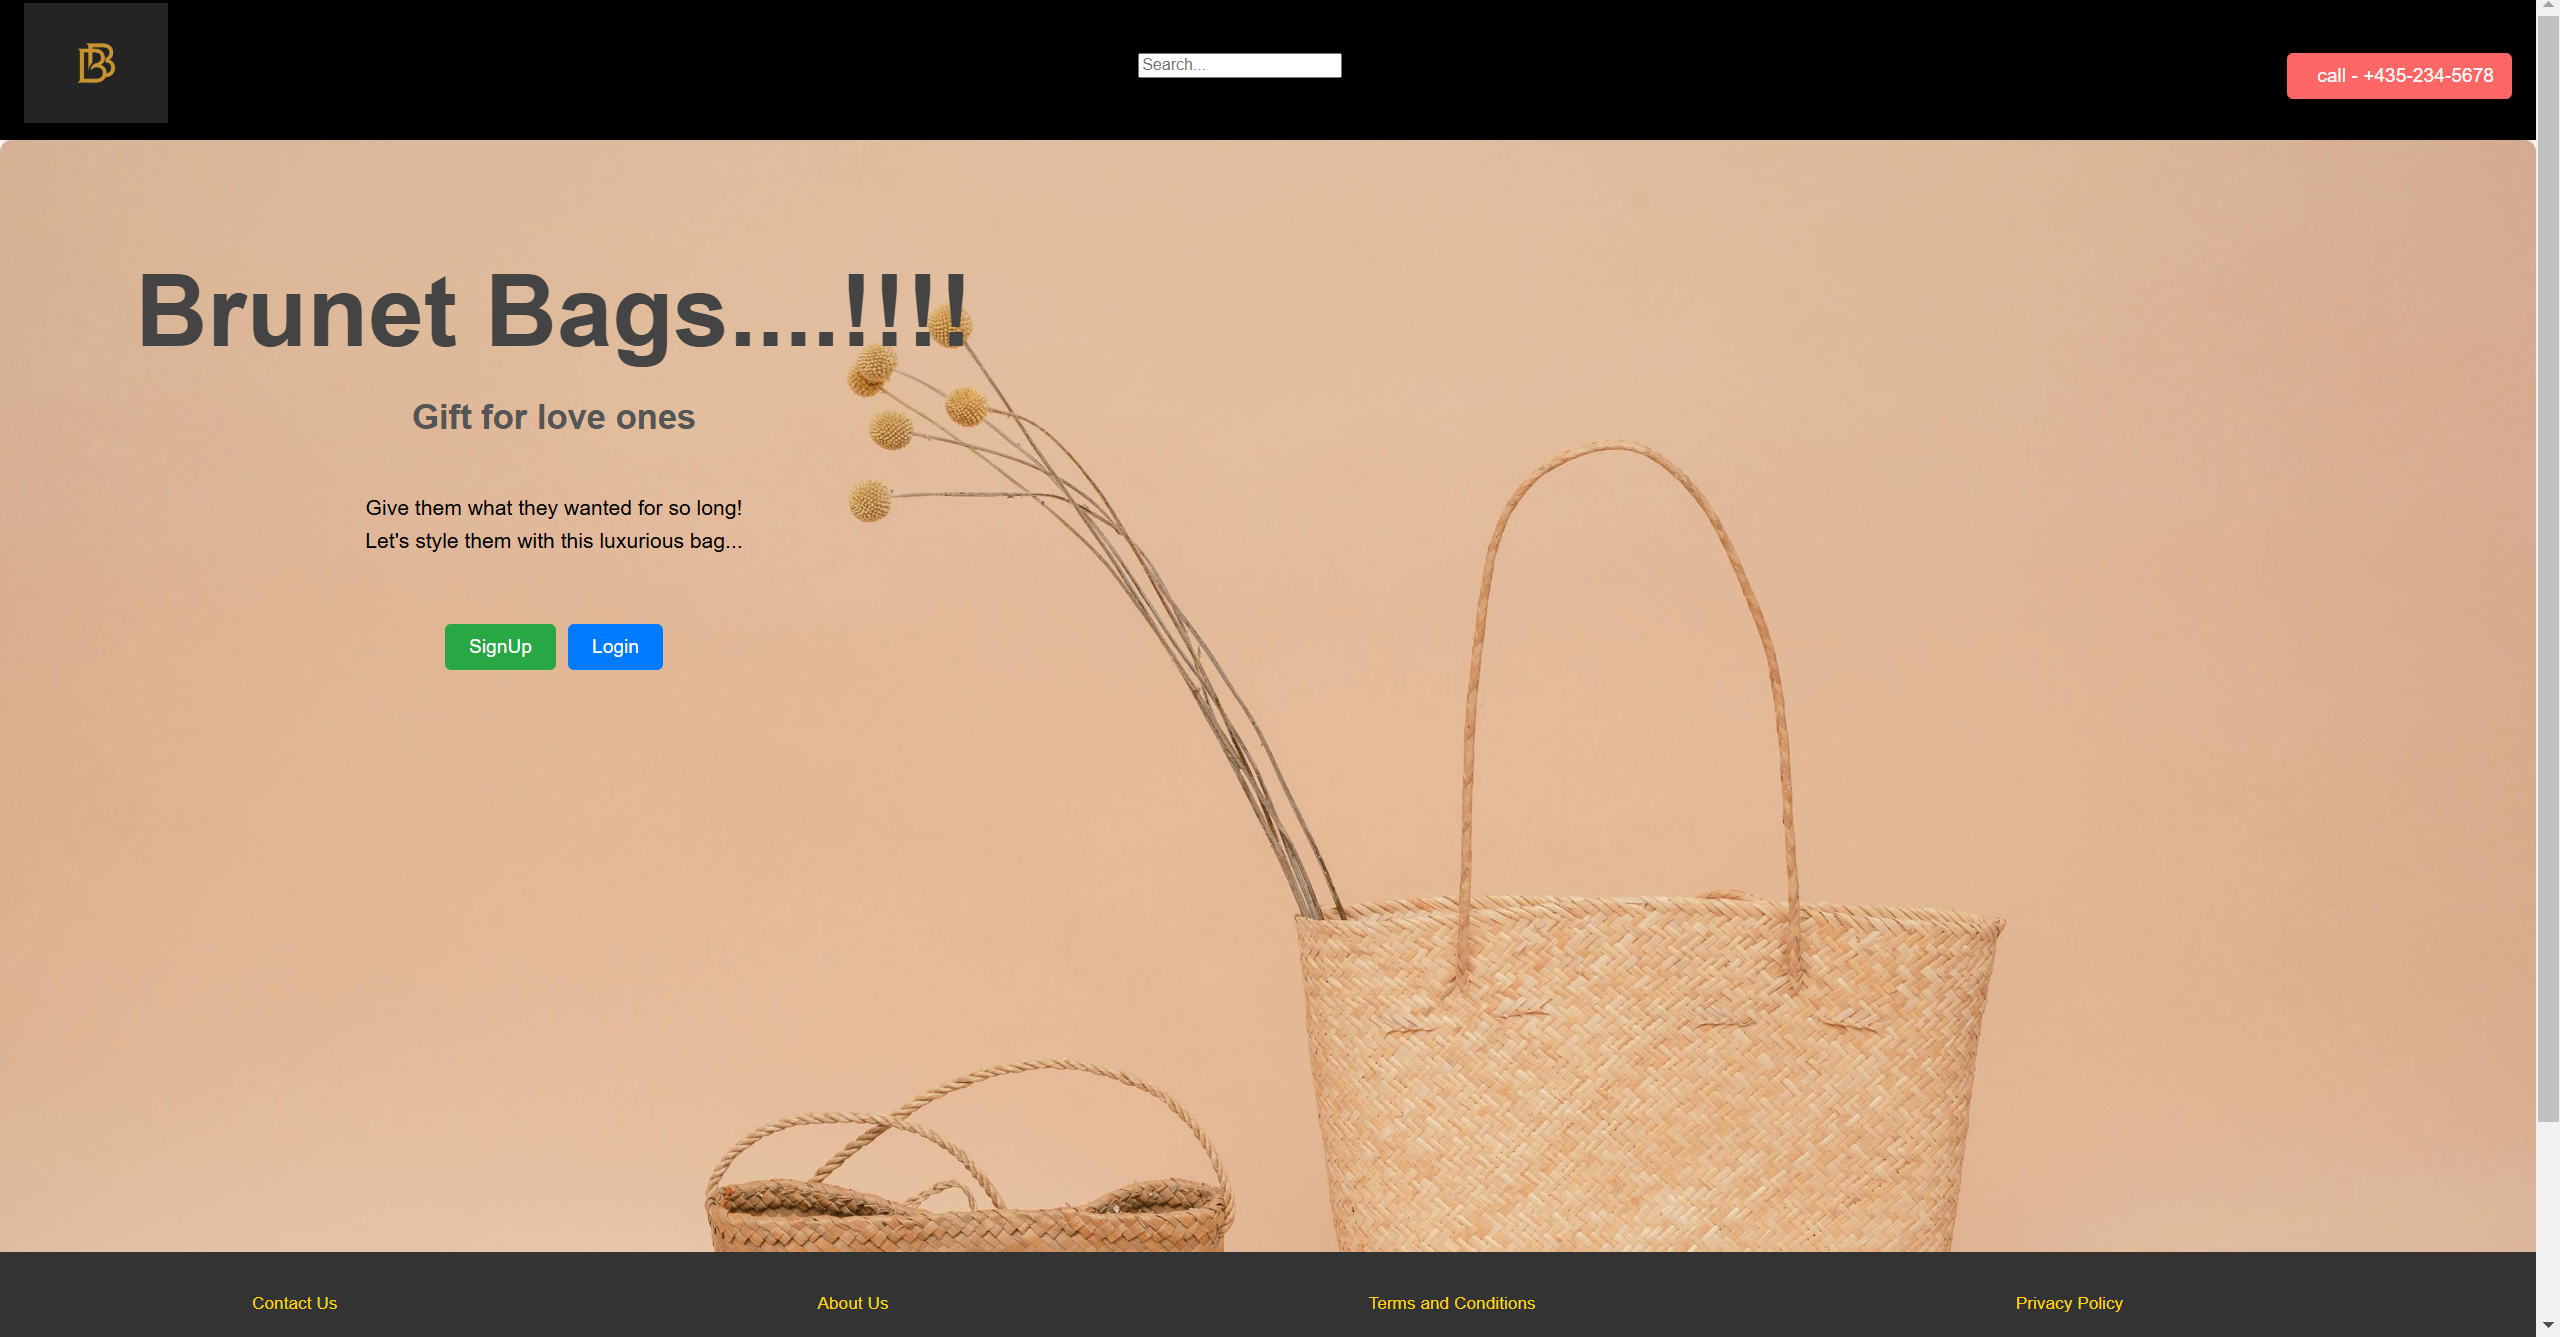 BB
Search...
call - +435-234-5678
Brunet Bags....!!!!
Gift for love ones
Give them what they wanted for so long!
Let's style them with this luxurious bag...
SignUp
Login
Contact Us
About Us
Terms and Conditions
Privacy Policy